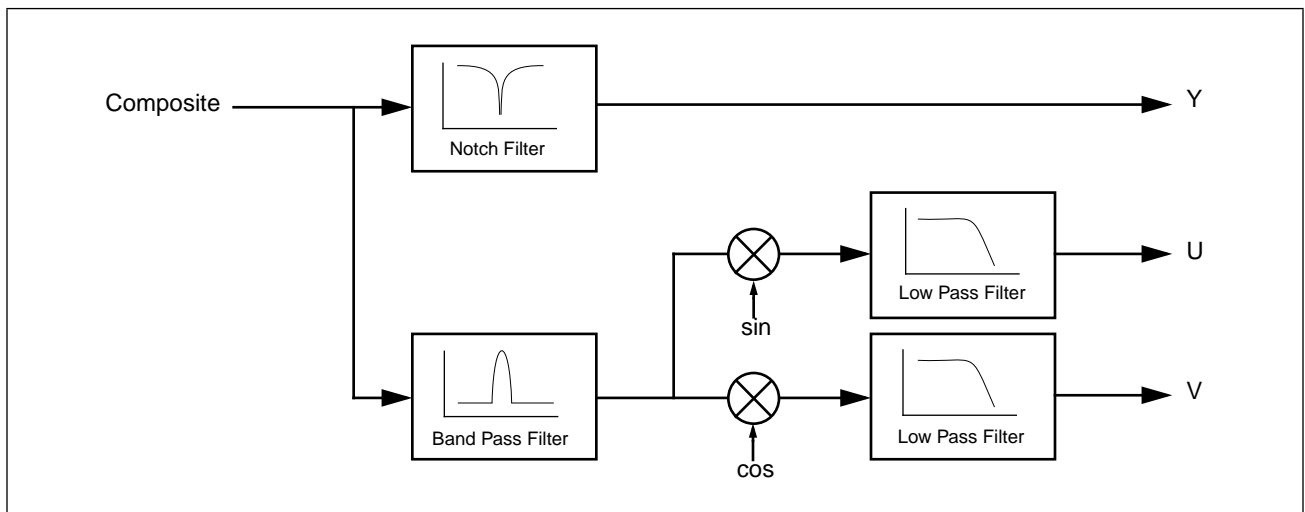 Composite
Notch Filter
Y
sin
Low Pass Filter
U
Band Pass Filter
cos
Low Pass Filter
V